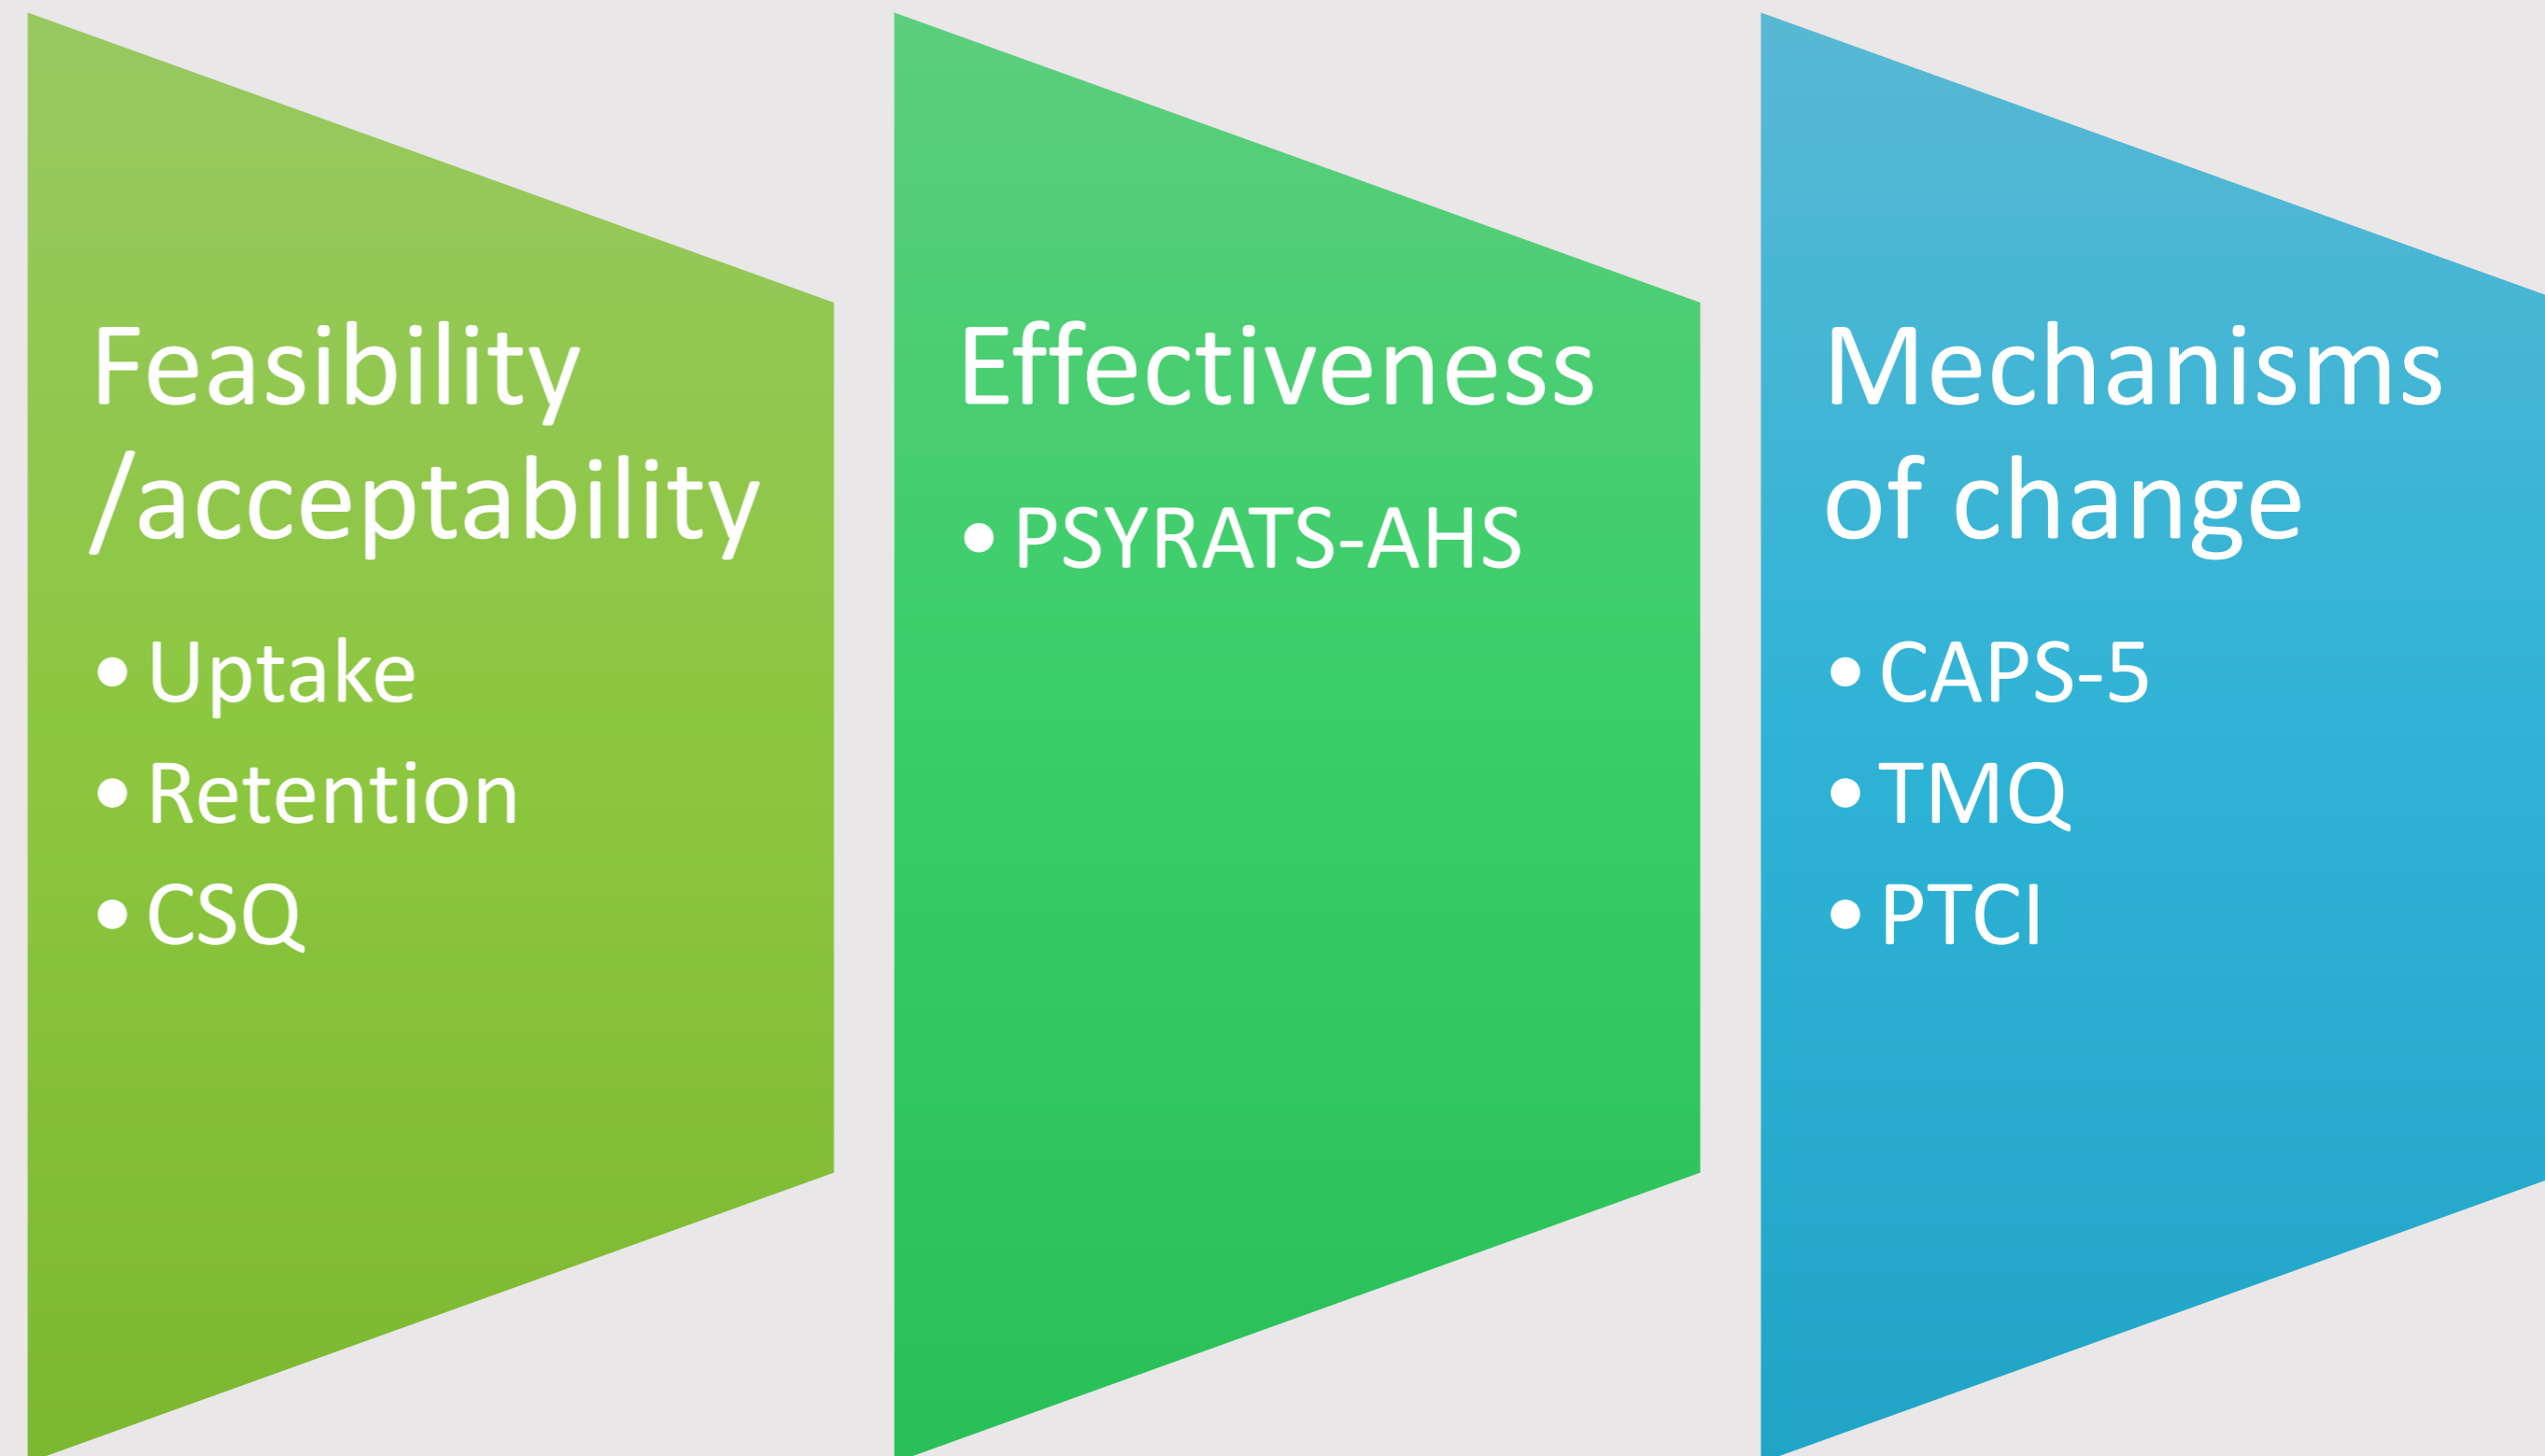 Feasibility
/acceptability
• Uptake
• Retention
• CSQ
Effectiveness
• PSYRATS-AHS
Mechanisms
of change
• CAPS-5
• TMQ
• PTCI